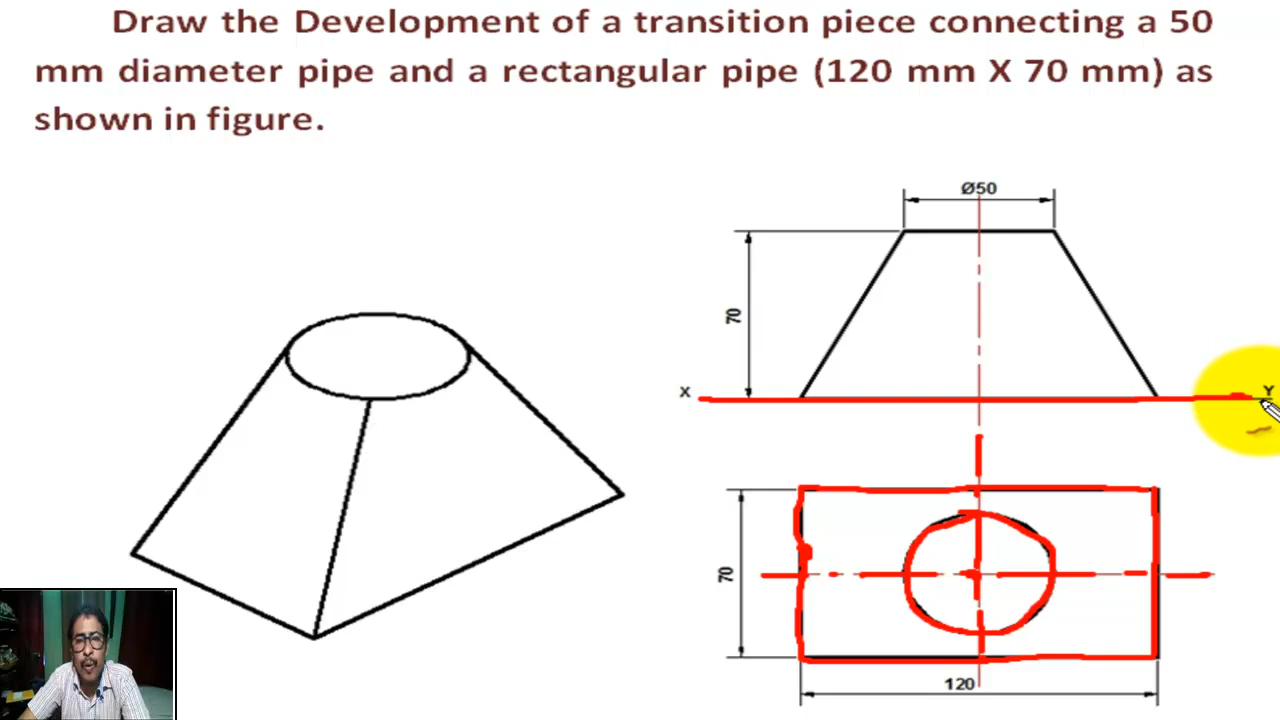 Draw the Development of a transition piece connecting a 50
mm diameter pipe and a rectangular pipe (120 mm X 70 mm) as
shown in figure.
Ø50
70
X
Y
70
120